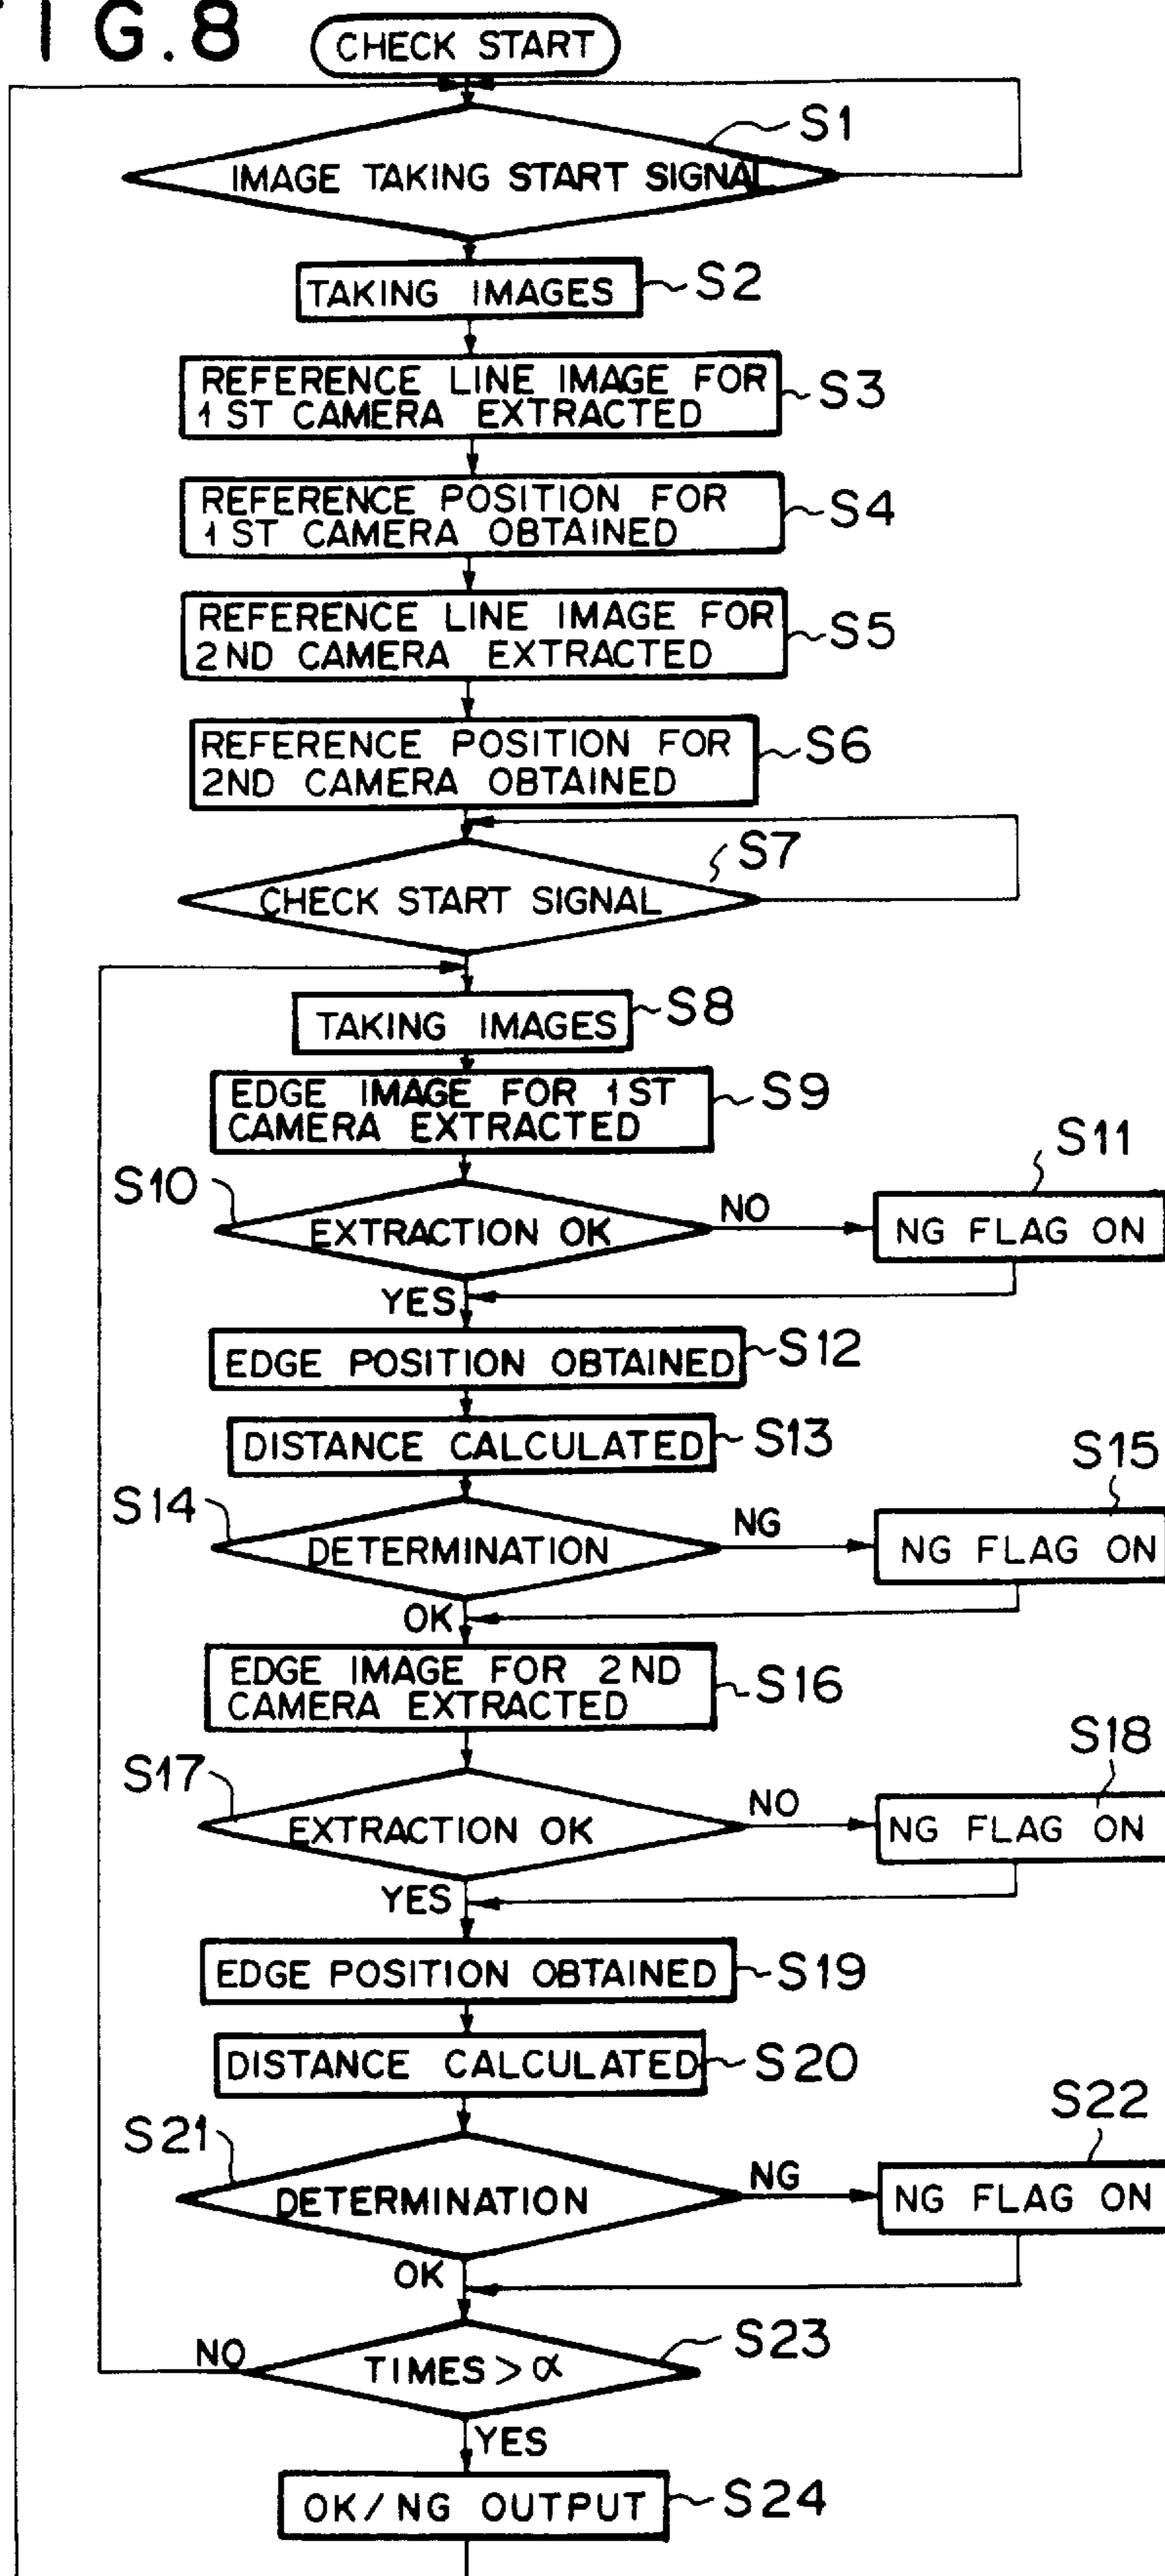 FIG.8
CHECK START
S1
IMAGE TAKING START SIGNAL
TAKING IMAGES
S2
REFERENCE LINE IMAGE FOR
1ST CAMERA EXTRACTED
S3
REFERENCE POSITION FOR
1ST CAMERA OBTAINED
S4
REFERENCE LINE IMAGE FOR
2ND CAMERA EXTRACTED
S5
REFERENCE POSITION FOR
2ND CAMERA OBTAINED
S6
S7
CHECK START SIGNAL
TAKING IMAGES
S8
EDGE IMAGE FOR 1ST
CAMERA EXTRACTED
S9
S10
EXTRACTION OK
NO
S11
NG FLAG ON
YES
EDGE POSITION OBTAINED
S12
DISTANCE CALCULATED
S13
S14
DETERMINATION
NG
S15
NG FLAG ON
OK
EDGE IMAGE FOR 2ND
CAMERA EXTRACTED
S16
S17
EXTRACTION OK
NO
S18
NG FLAG ON
YES
EDGE POSITION OBTAINED
S19
DISTANCE CALCULATED
S20
S21
DETERMINATION
NG
S22
NG FLAG ON
OK
S23
NO
TIMES > α
YES
OK/NG OUTPUT
S24